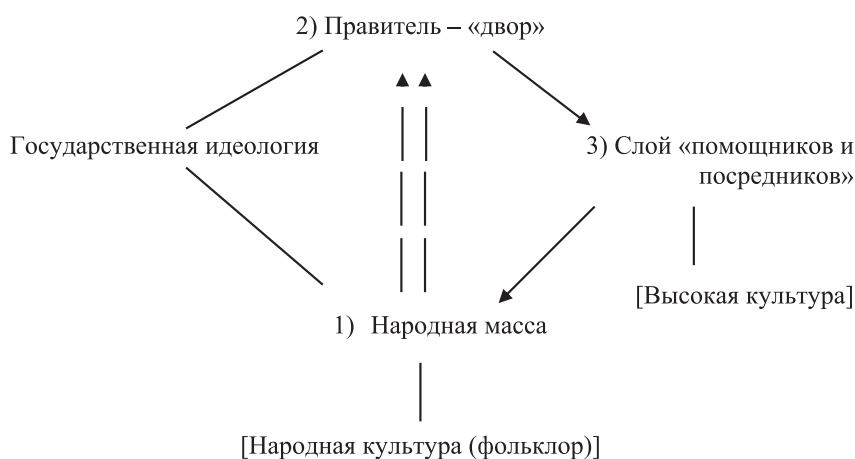 2) Правитель – «двор»
Государственная идеология
3) Слой «помощников и
посредников»
[Высокая культура]
1) Народная масса
[Народная культура (фольклор)]